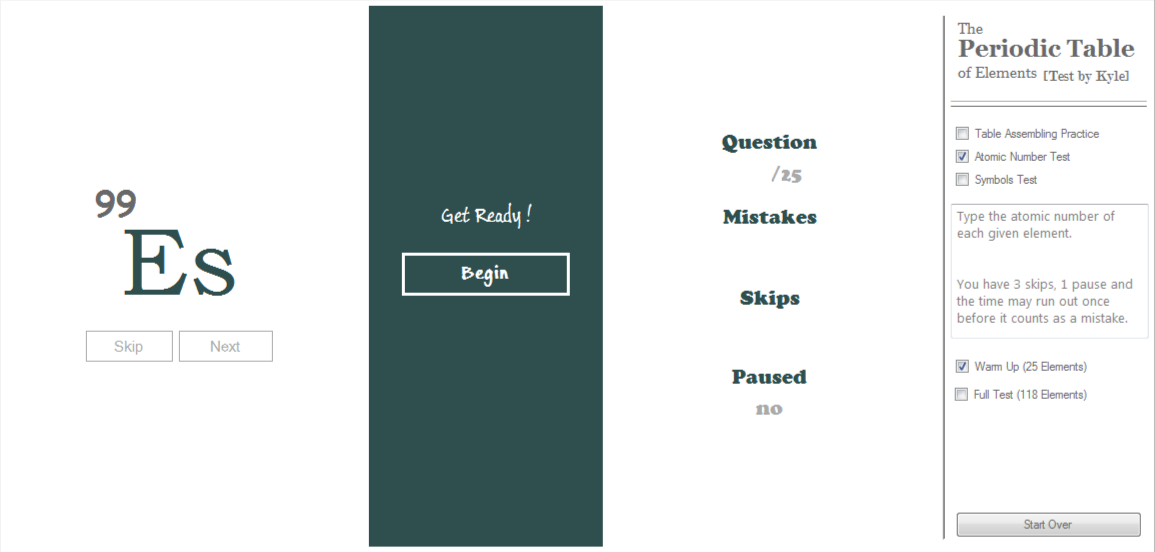 99
Es
Skip
Next
Get Ready !
Begin
Question
/25
Mistakes
Skips
Paused
no
The
Periodic Table
of Elements [Test by Kyle]
Table Assembling Practice
Atomic Number Test
Symbols Test
Type the atomic number of
each given element.
You have 3 skips, 1 pause and
the time may run out once
before it counts as a mistake.
Warm Up (25 Elements)
Full Test (118 Elements)
Start Over